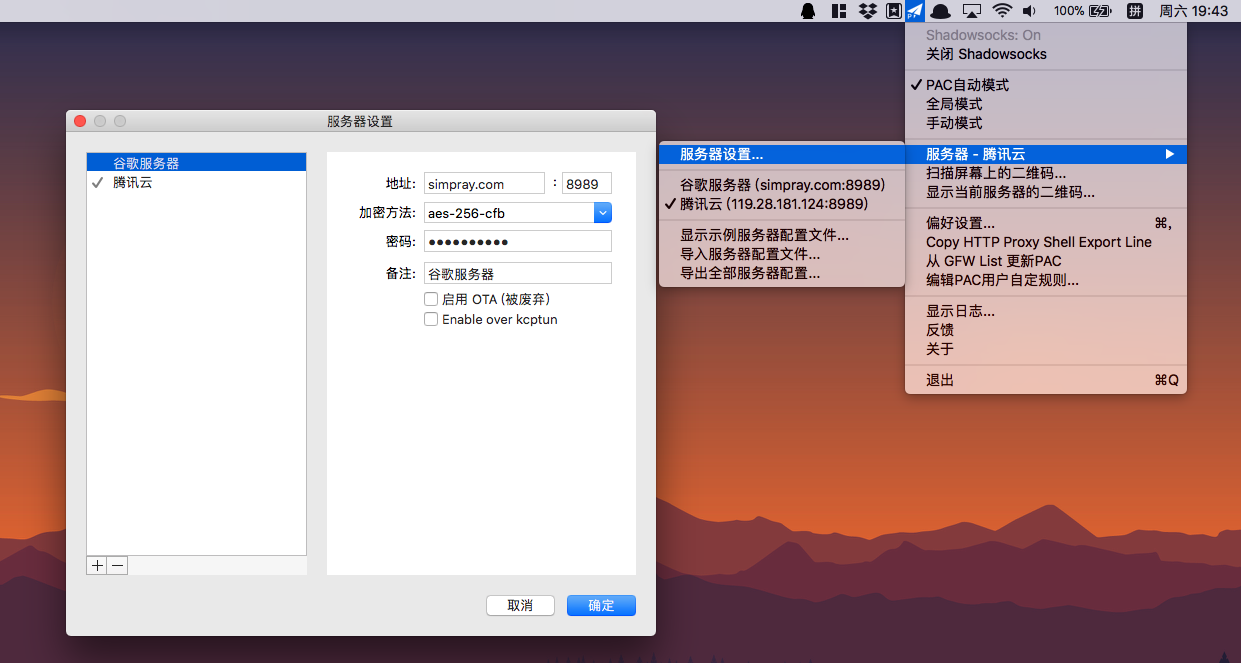 100% 拼 周六 19:43
Shadowsocks: On
关闭 Shadowsocks
PAC自动模式
全局模式
手动模式
服务器 - 腾讯云
扫描屏幕上的二维码...
显示当前服务器的二维码...
偏好设置... ⌘,
Copy HTTP Proxy Shell Export Line
从 GFW List 更新PAC
编辑PAC用户自定规则...
显示日志...
反馈
关于
退出 ⌘Q
服务器设置...
谷歌服务器 (simpray.com:8989)
腾讯云 (119.28.181.124:8989)
显示示例服务器配置文件...
导入服务器配置文件...
导出全部服务器配置...
服务器设置
谷歌服务器
腾讯云
地址: simpray.com : 8989
加密方法: aes-256-cfb
密码: ●●●●●●●●●●
备注: 谷歌服务器
启用 OTA (被废弃)
Enable over kcptun
取消 确定